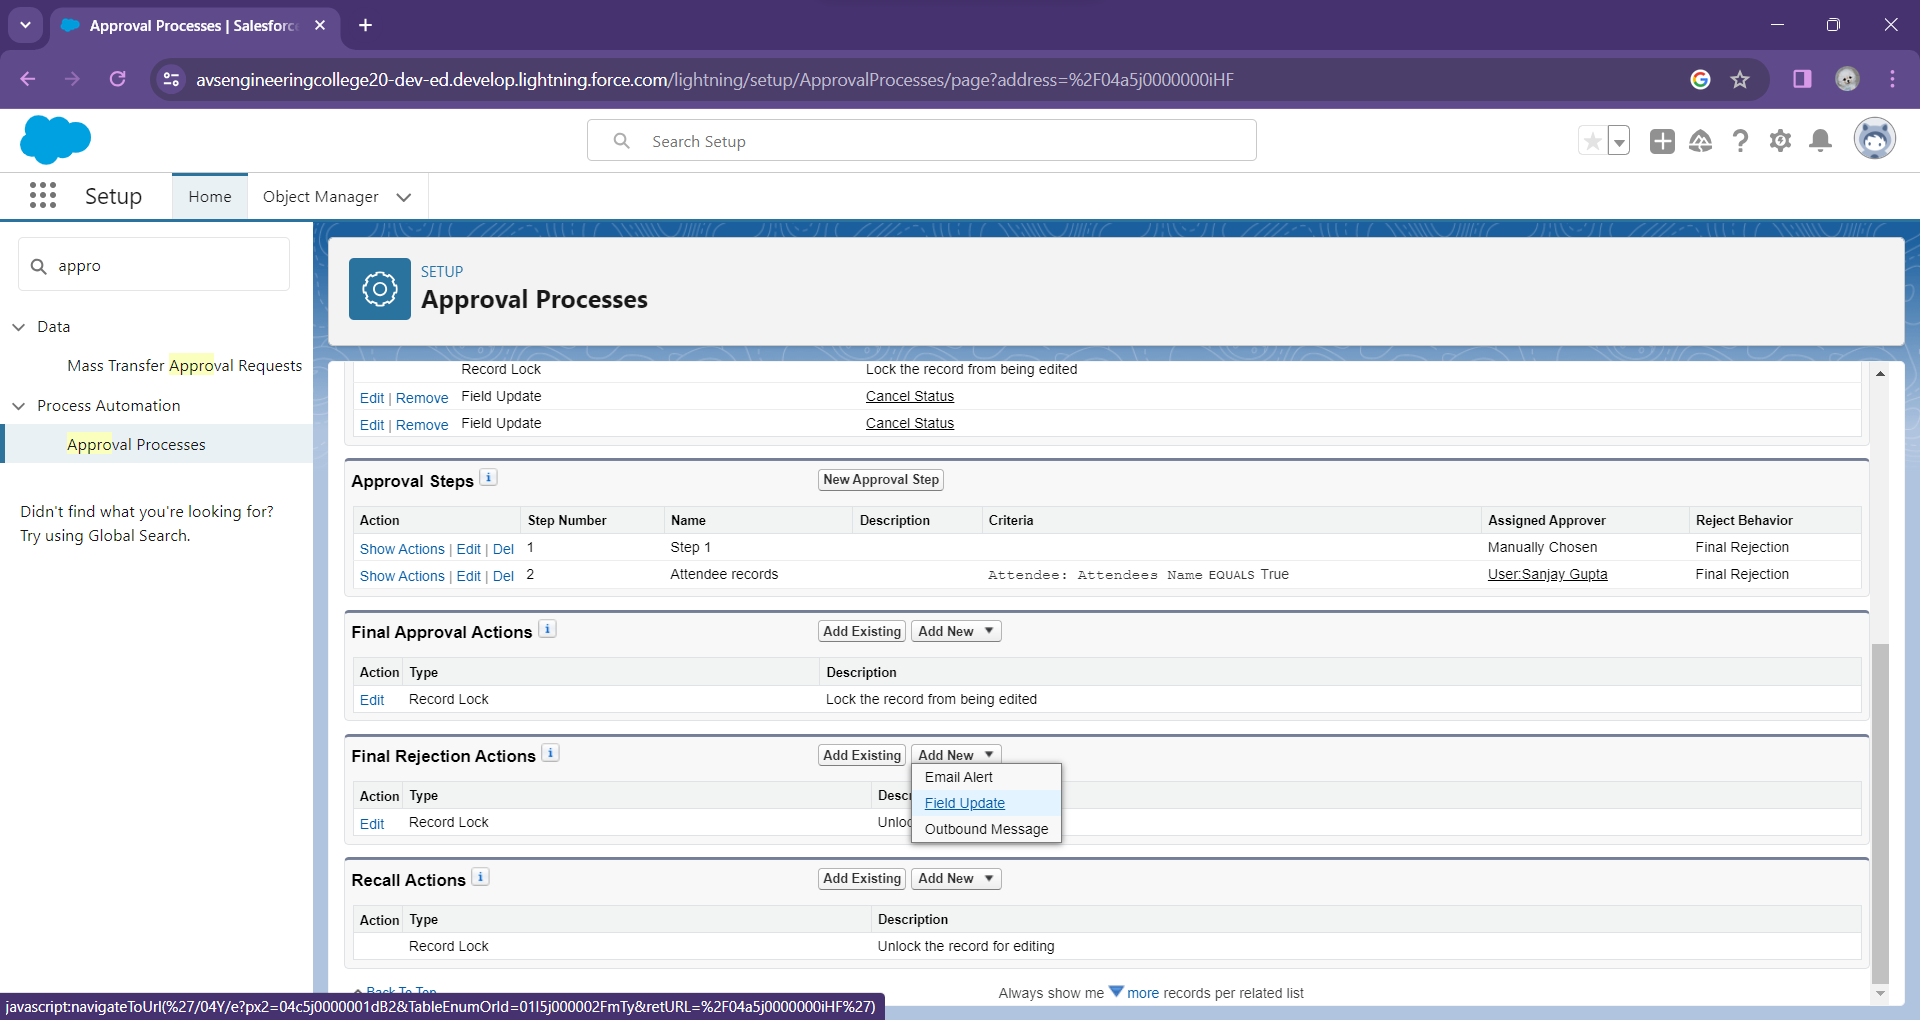 Approval Processes | Salesforc
avsengineeringcollege20-dev-ed.develop.lightning.force.com/lightning/setup/ApprovalProcesses/page?address=%2F04a5j0000000iHF
Search Setup
Setup
Home
Object Manager
appro
Data
Mass Transfer Approval Requests
Process Automation
Approval Processes
Didn't find what you're looking for?
Try using Global Search.
SETUP
Approval Processes
Record Lock Lock the record from being edited
Edit | Remove Field Update Cancel Status
Edit | Remove Field Update Cancel Status
Approval Steps i New Approval Step
Action Step Number Name Description Criteria Assigned Approver Reject Behavior
Show Actions | Edit | Del 1 Step 1 Manually Chosen Final Rejection
Show Actions | Edit | Del 2 Attendee records Attendee: Attendees Name EQUALS True User:Sanjay Gupta Final Rejection
Final Approval Actions i Add Existing Add New
Action Type Description
Edit Record Lock Lock the record from being edited
Final Rejection Actions i Add Existing Add New
Email Alert
Field Update
Outbound Message
Action Type Descr
Edit Record Lock Unloc
Recall Actions i Add Existing Add New
Action Type Description
Record Lock Unlock the record for editing
Back To Top Always show me more records per related list
javascript:navigateToUrl(%27/04Y/e?px2=04c5j0000001dB2&TableEnumOrId=01I5j000002FmTy&retURL=%2F04a5j0000000iHF%27)